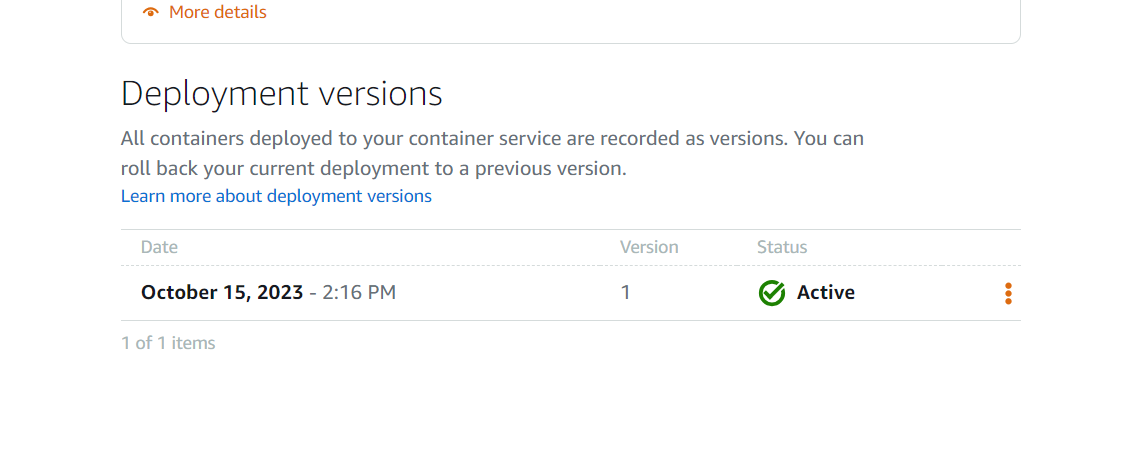 More details
Deployment versions
All containers deployed to your container service are recorded as versions. You can
roll back your current deployment to a previous version.
Learn more about deployment versions
Date Version Status
October 15, 2023 - 2:16 PM 1 Active
1 of 1 items